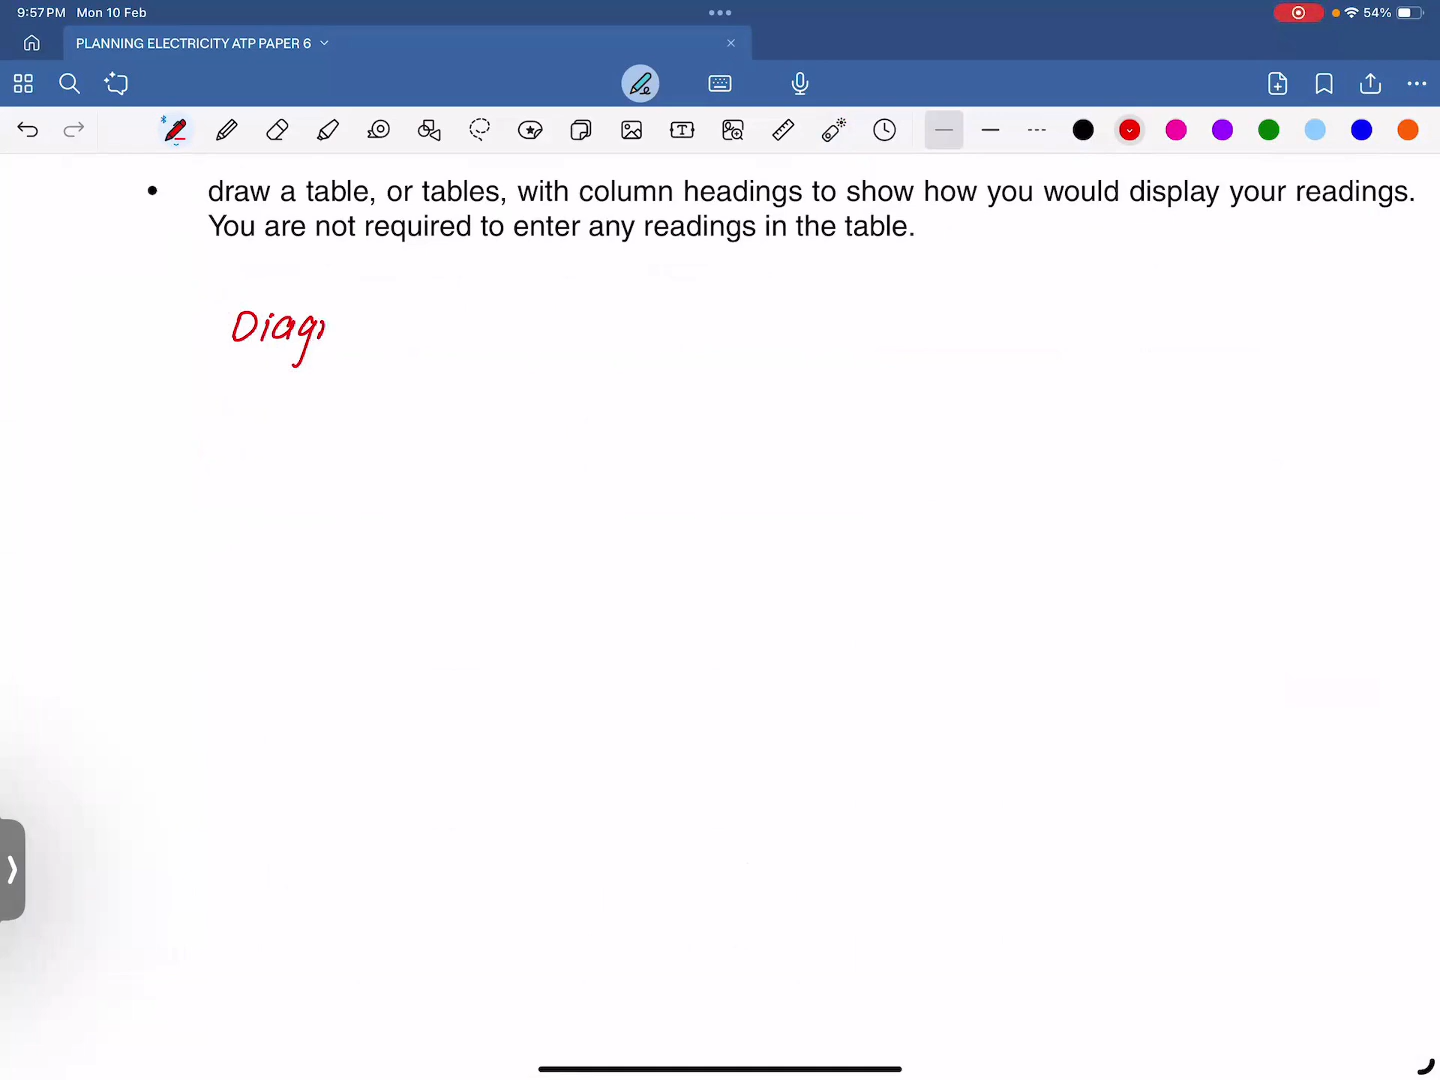 9:57 PM Mon 10 Feb
54%
PLANNING ELECTRICITY ATP PAPER 6
• draw a table, or tables, with column headings to show how you would display your readings.
You are not required to enter any readings in the table.
Diagr